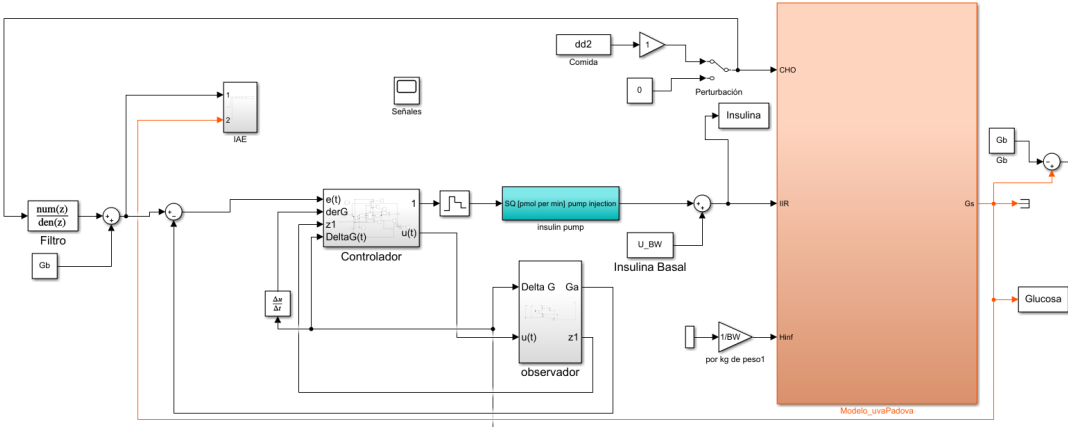 dd2
1
Comida
0
CHO
Perturbación
1
2
IAE
Señales
Insulina
Gb
Gb
num(z)
den(z)
Filtro
Gb
e(t)
derG
z1
DeltaG(t)
1
u(t)
Controlador
SQ [pmol per min] pump injection
insulin pump
U_BW
Insulina Basal
IIR
Gs
Δu
Δt
Delta G
Ga
u(t)
z1
observador
1/BW
por kg de peso1
Hinf
Glucosa
Modelo_uvaPadova